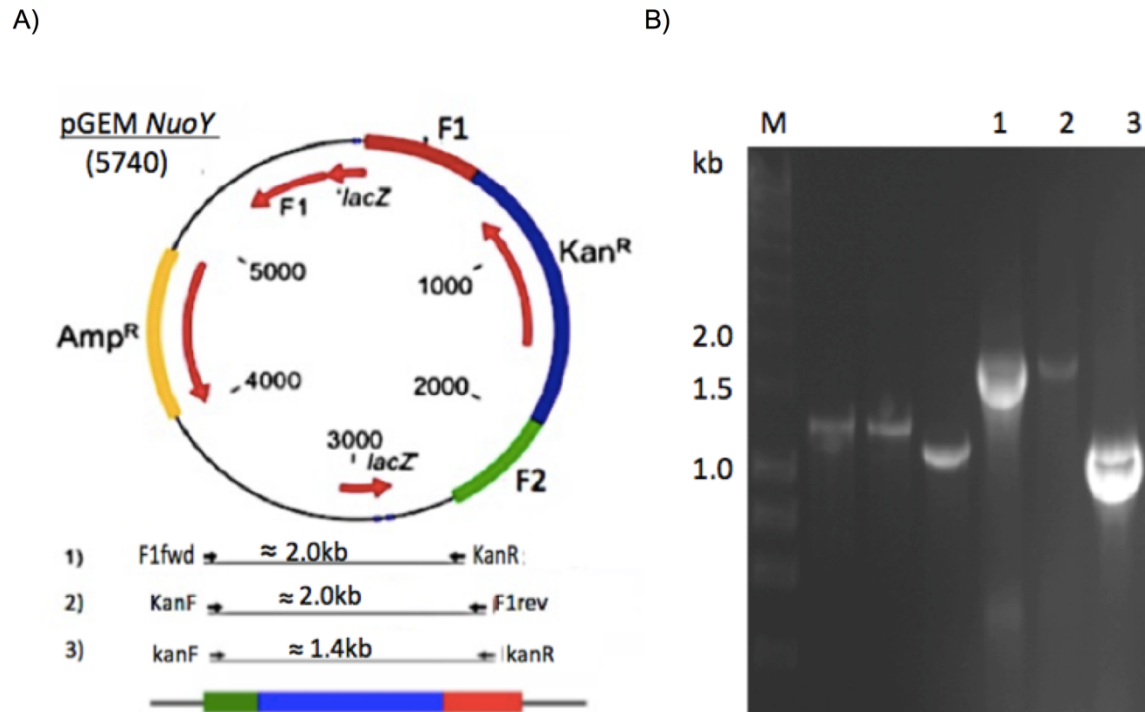 A)
B)
pGEM NuoY
(5740)
F1
'lacZ
F1
Kan^R
5000
1000
Amp^R
4000
2000
3000
lacZ'
F2
1) F1fwd ≈ 2.0kb KanR
2) KanF ≈ 2.0kb F1rev
3) kanF ≈ 1.4kb kanR
M 1 2 3
kb
2.0
1.5
1.0